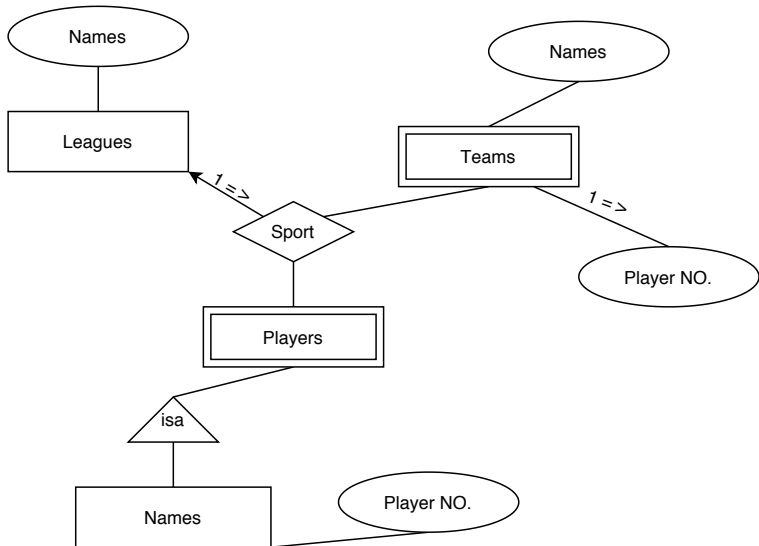 Names
Names
Leagues
Teams
1 = >
1 = >
Sport
Player NO.
Players
isa
Player NO.
Names